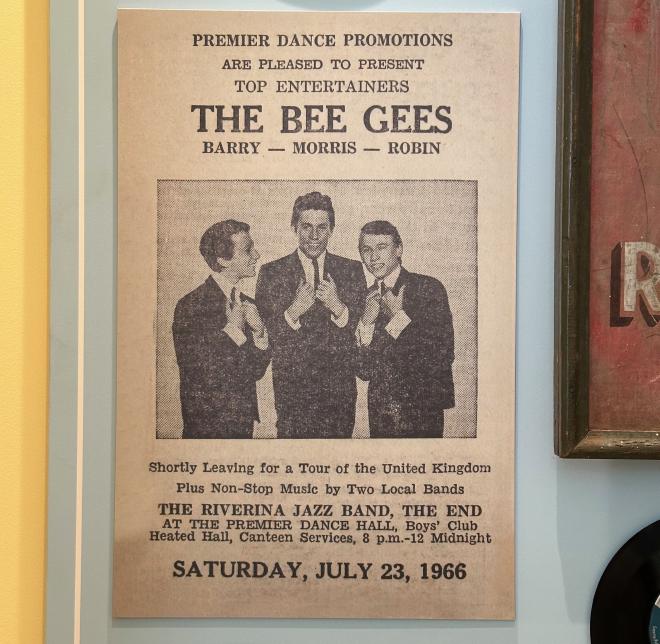 PREMIER DANCE PROMOTIONS
ARE PLEASED TO PRESENT
TOP ENTERTAINERS
THE BEE GEES
BARRY — MORRIS — ROBIN
Shortly Leaving for a Tour of the United Kingdom
Plus Non-Stop Music by Two Local Bands
THE RIVERINA JAZZ BAND, THE END
AT THE PREMIER DANCE HALL, Boys' Club
Heated Hall, Canteen Services, 8 p.m.-12 Midnight
SATURDAY, JULY 23, 1966
R